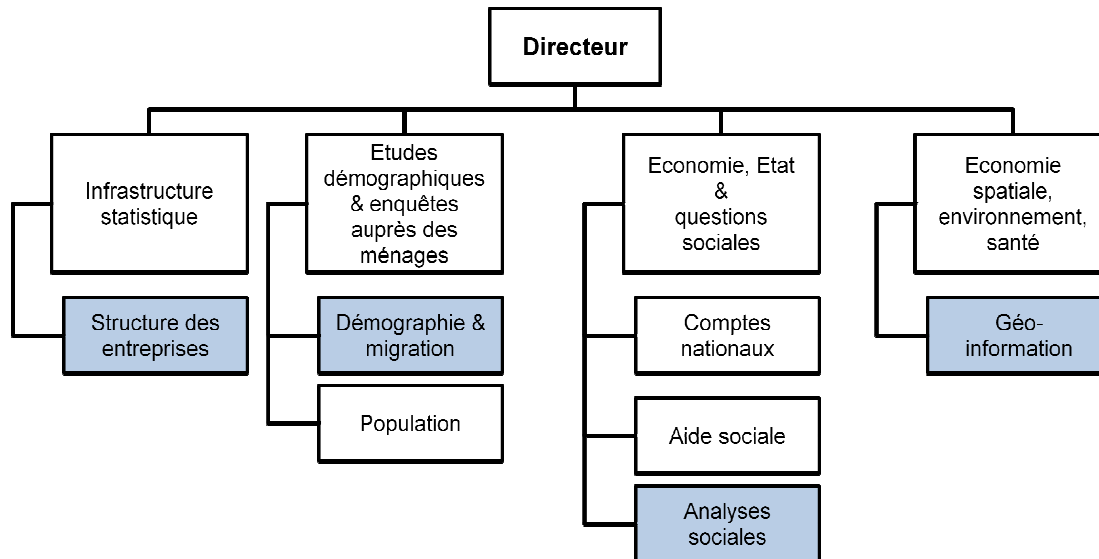 Directeur
Infrastructure
statistique
Etudes
démographiques
& enquêtes
auprès des
ménages
Economie, Etat
&
questions
sociales
Economie
spatiale,
environnement,
santé
Structure des
entreprises
Démographie &
migration
Comptes
nationaux
Géo-
information
Population
Aide sociale
Analyses
sociales